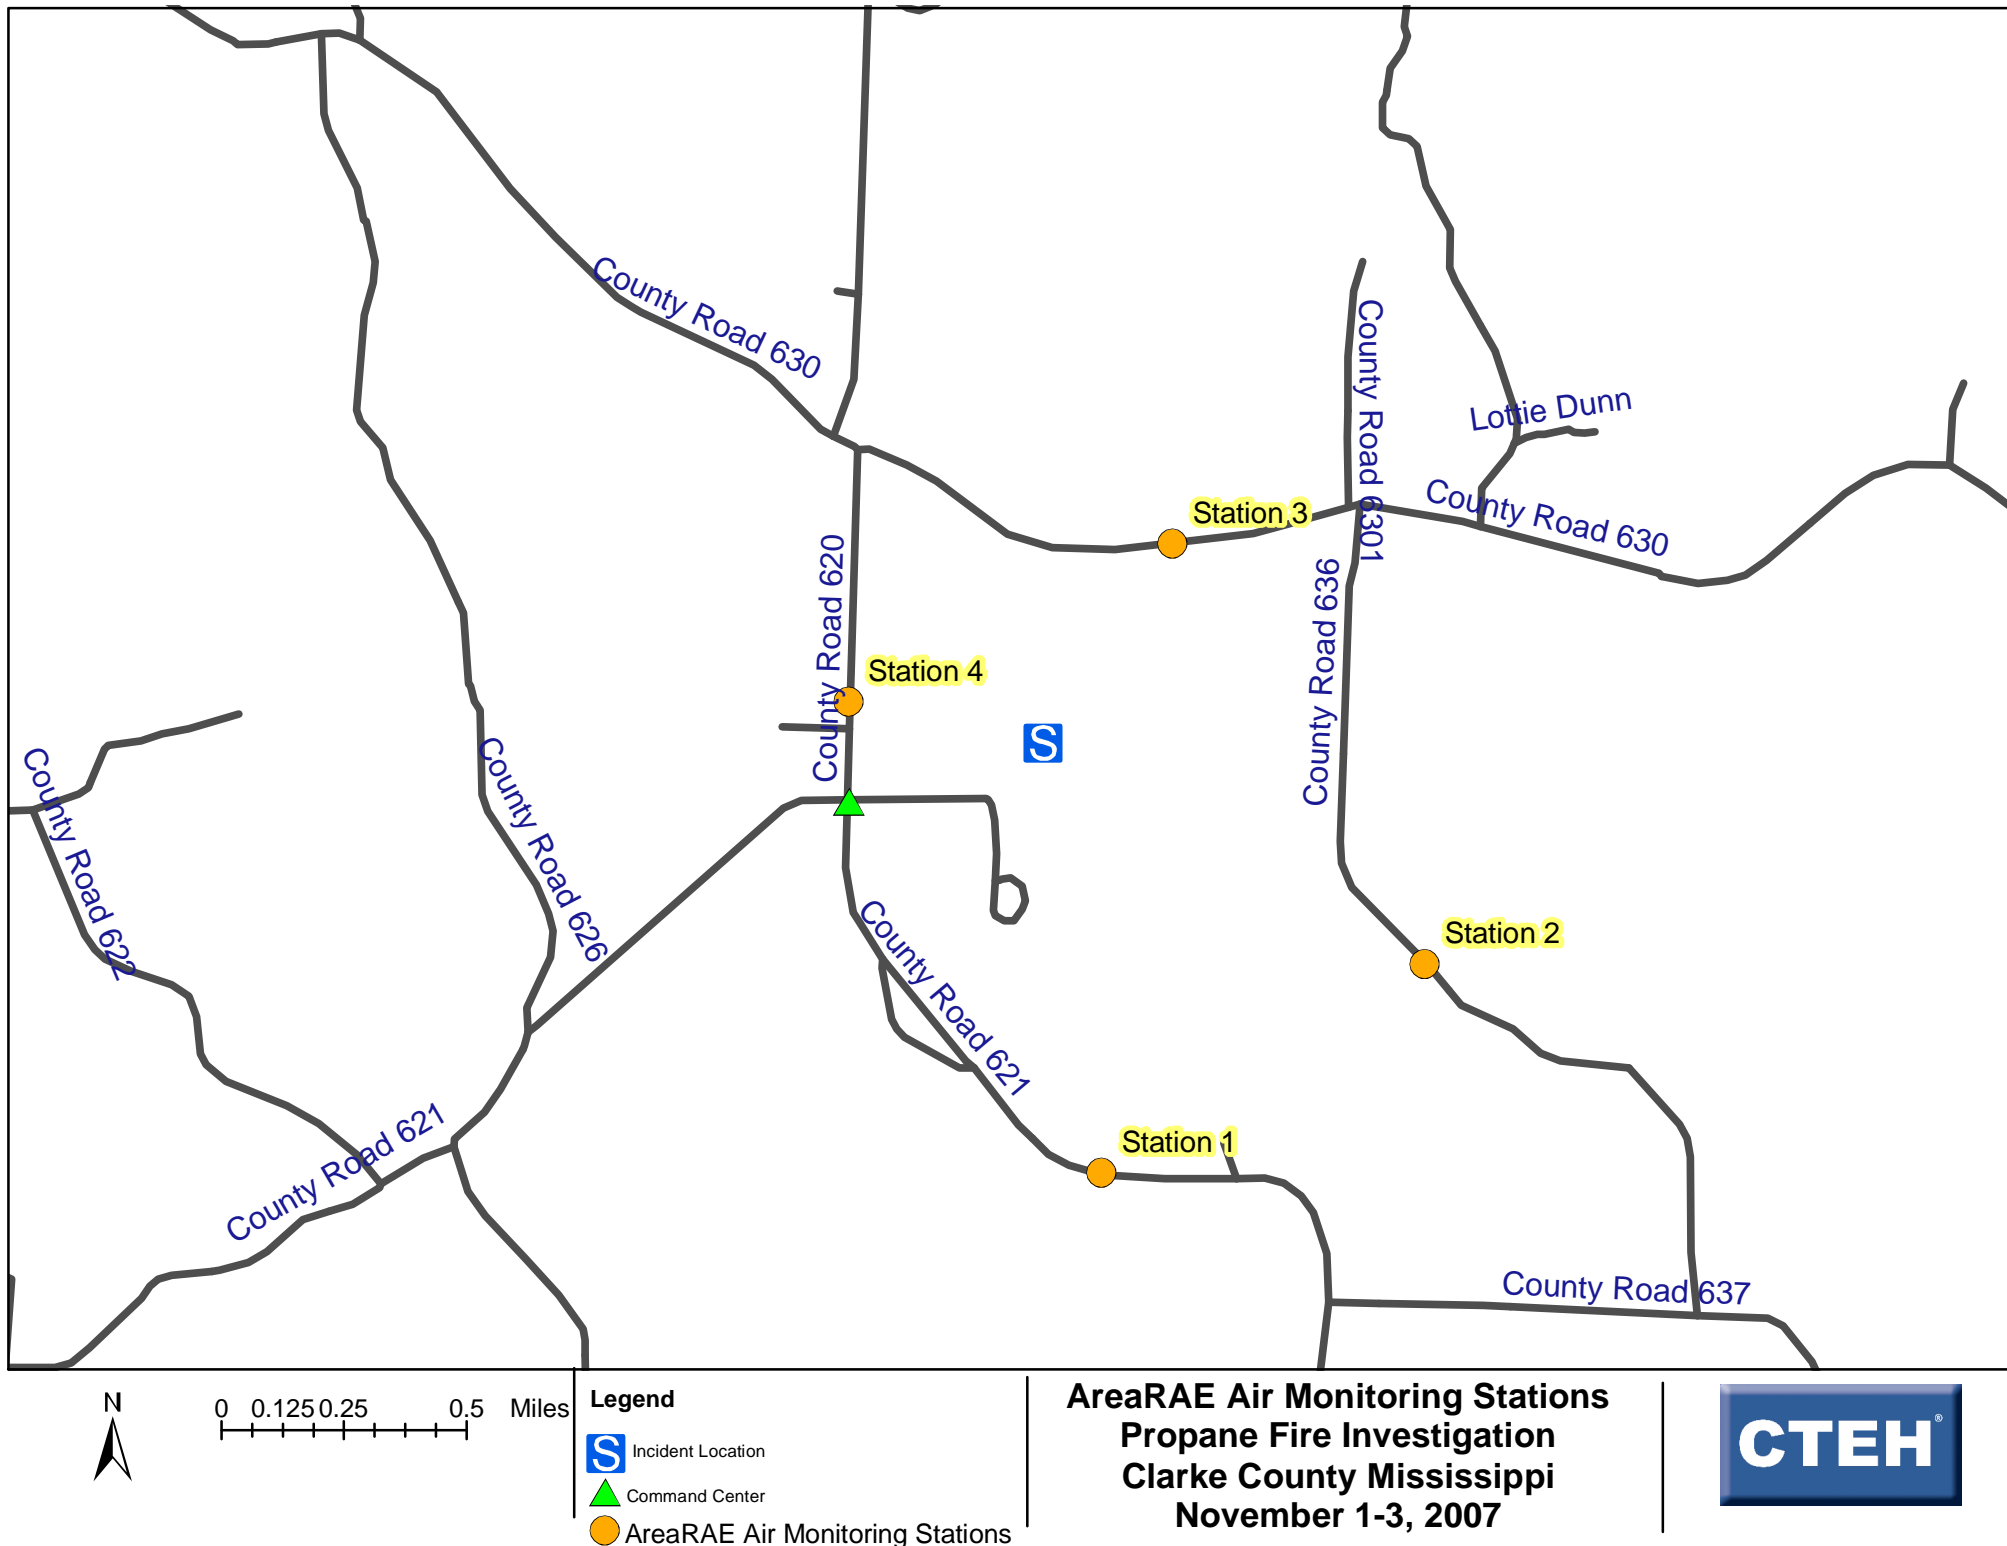 County Road 630
County Road 6301
Lottie Dunn
County Road 630
Station 3
County Road 620
County Road 636
Station 4
S
County Road 622
County Road 626
County Road 621
Station 2
County Road 621
Station 1
County Road 637
N
0 0.125 0.25 0.5 Miles
Legend
S Incident Location
Command Center
AreaRAE Air Monitoring Stations
AreaRAE Air Monitoring Stations
Propane Fire Investigation
Clarke County Mississippi
November 1-3, 2007
CTEH®